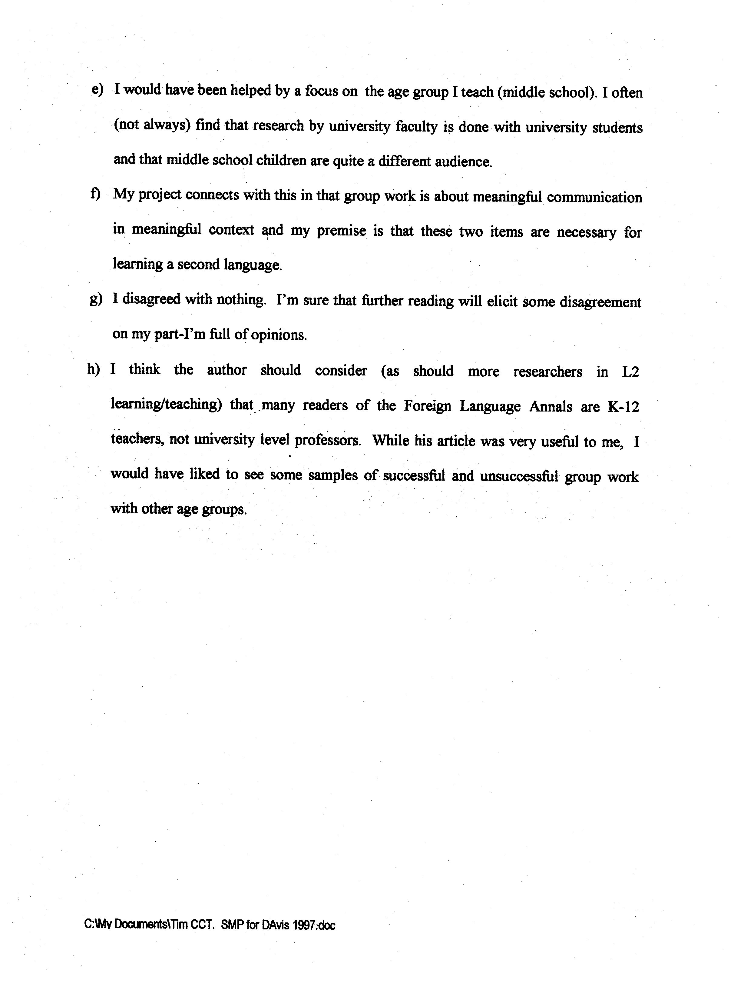 e) I would have been helped by a focus on the age group I teach (middle school). I often
(not always) find that research by university faculty is done with university students
and that middle school children are quite a different audience.
f) My project connects with this in that group work is about meaningful communication
in meaningful context and my premise is that these two items are necessary for
learning a second language.
g) I disagreed with nothing. I'm sure that further reading will elicit some disagreement
on my part-I'm full of opinions.
h) I think the author should consider (as should more researchers in L2
learning/teaching) that many readers of the Foreign Language Annals are K-12
teachers, not university level professors. While his article was very useful to me, I
would have liked to see some samples of successful and unsuccessful group work
with other age groups.
C:\My Documents\Tim CCT. SMP for DAvis 1997.doc